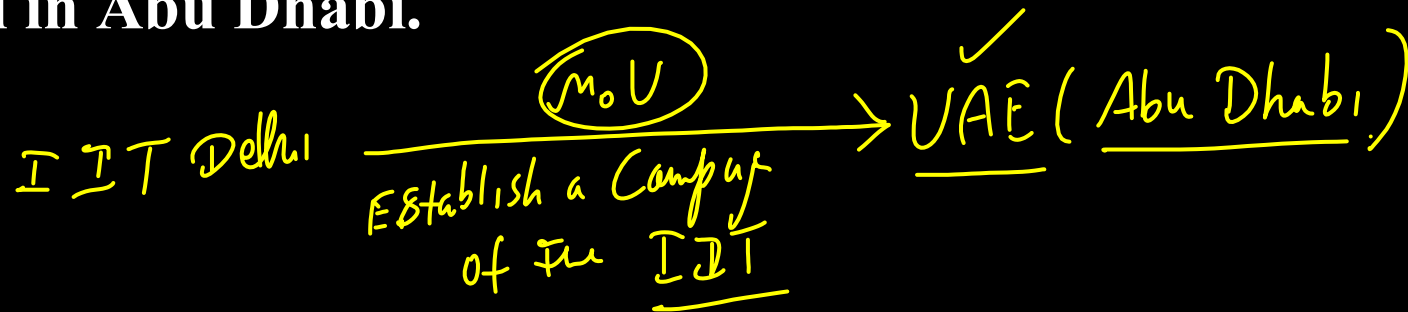 in Abu Dhabi.
MoU
IIT Delhi
UAE (Abu Dhabi)
Establish a Campus
of the IIT